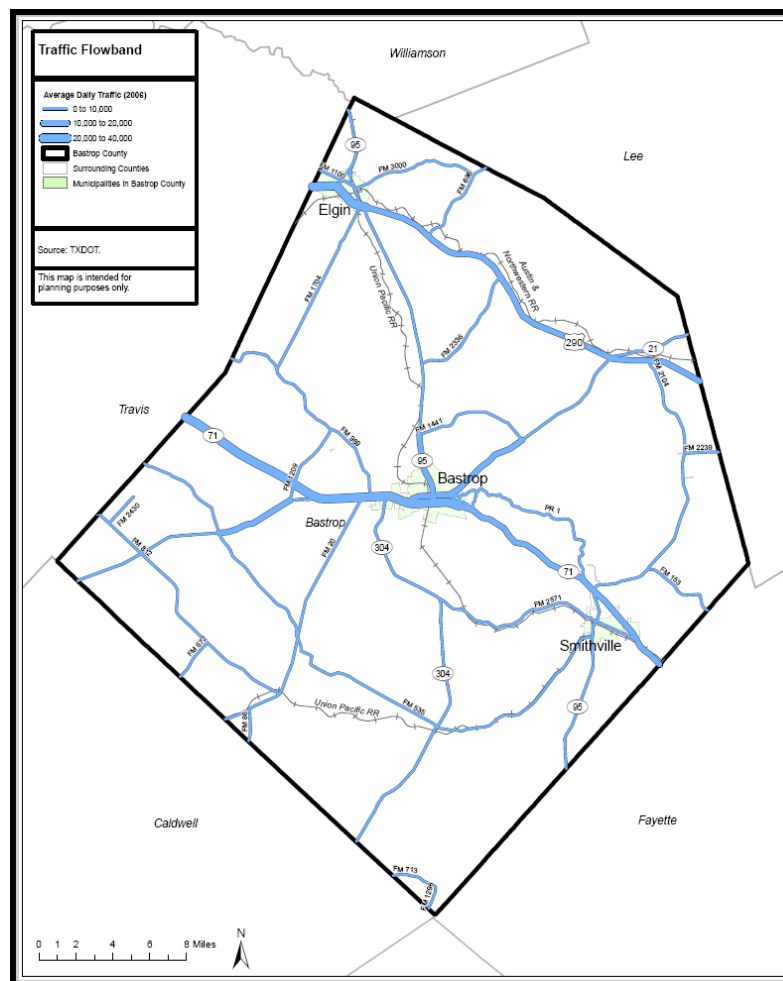 Traffic Flowband
Average Daily Traffic (2006)
0 to 10,000
10,000 to 20,000
20,000 to 40,000
Bastrop County
Surrounding Counties
Municipalities in Bastrop County
Source: TXDOT.
This map is intended for
planning purposes only.
Williamson
Lee
95
FM 1100
FM 3000
FM 696
Elgin
FM 1704
Union Pacific RR
Austin &
Northwestern RR
290
21
FM 2336
FM 2104
Travis
71
FM 969
FM 1441
FM 2239
95
FM 1209
Bastrop
PR 1
FM 2430
Bastrop
FM 20
304
FM 812
71
FM 153
FM 2571
Smithville
FM 672
304
FM 535
Union Pacific RR
FM 86
95
Caldwell
Fayette
FM 713
FM 1296
N
0 1 2 4 6 8 Miles